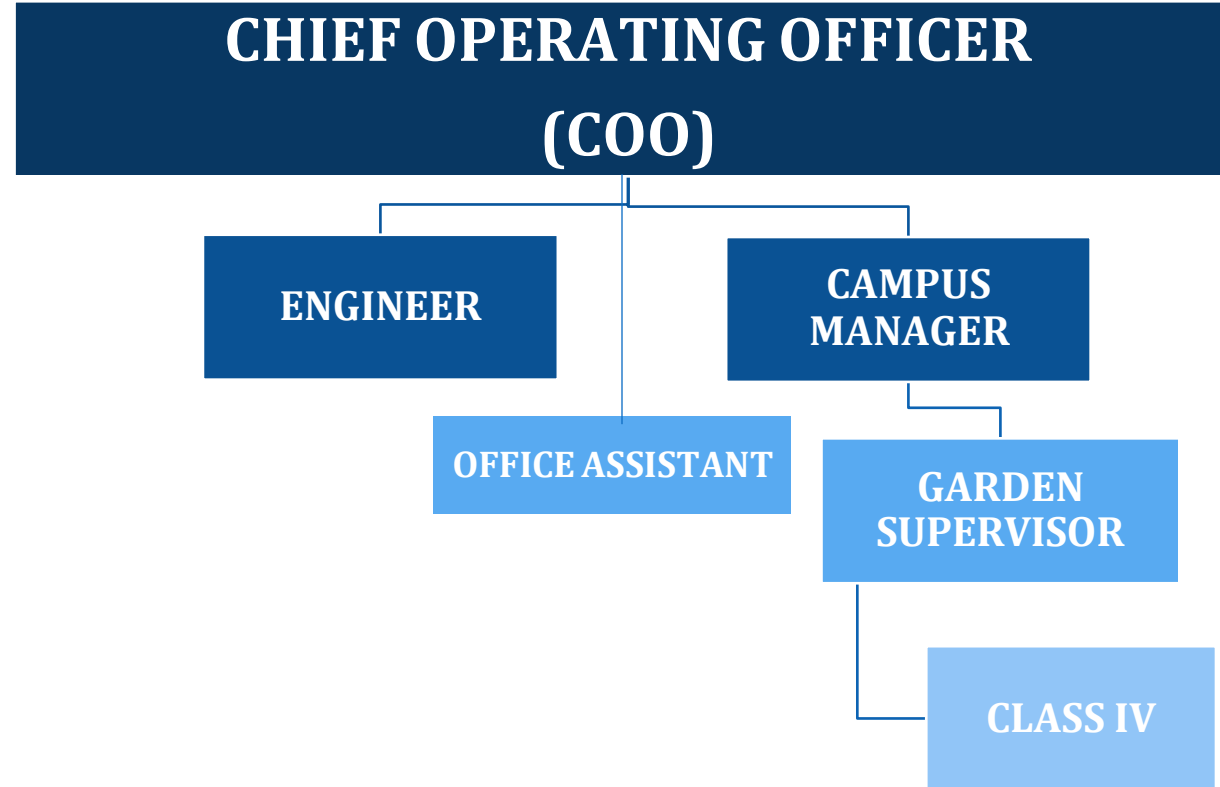 CHIEF OPERATING OFFICER
(COO)
ENGINEER
CAMPUS
MANAGER
OFFICE ASSISTANT
GARDEN
SUPERVISOR
CLASS IV